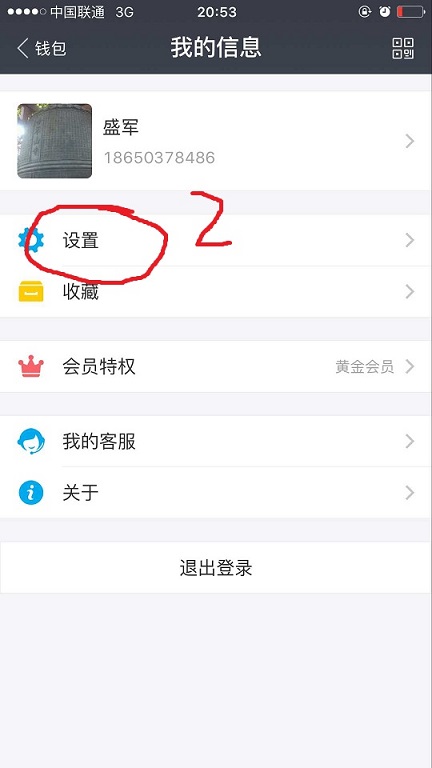 中国联通 3G 20:53
钱包 我的信息
盛军
18650378486
2
设置
收藏
会员特权 黄金会员
我的客服
关于
退出登录